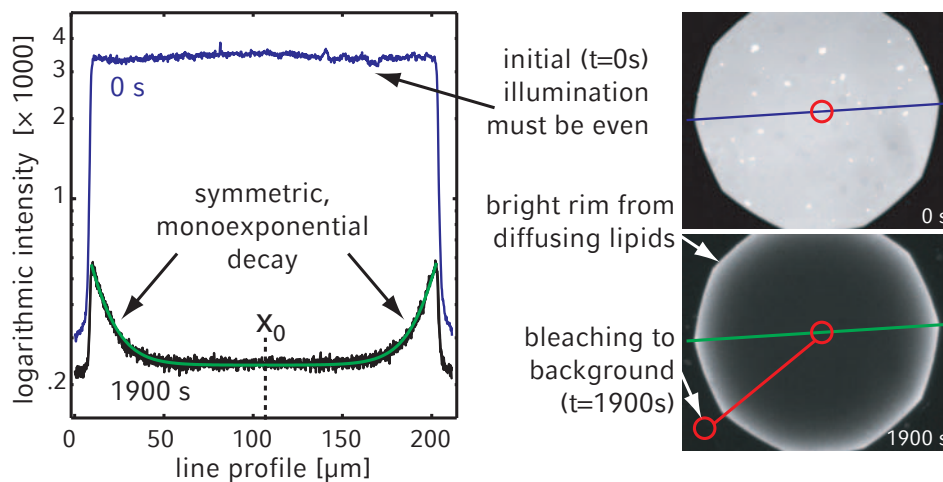 logarithmic intensity [× 1000]
4
3
2
1
.2
0 s
symmetric,
monoexponential
decay
x₀
1900 s
0
50
100
150
200
line profile [µm]
initial (t=0s)
illumination
must be even
bright rim from
diffusing lipids
bleaching to
background
(t=1900s)
0 s
1900 s